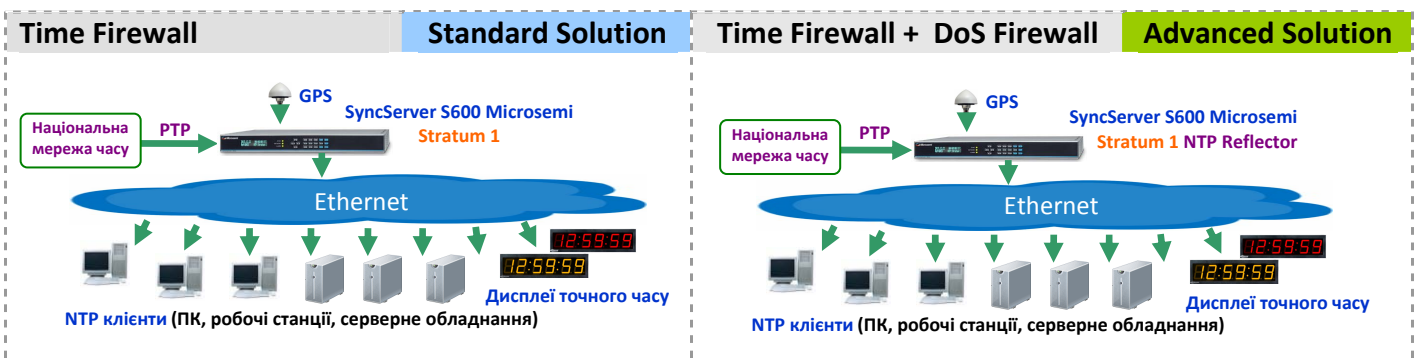 Time Firewall
Standard Solution
GPS
SyncServer S600 Microsemi
Stratum 1
Національна
мережа часу
PTP
Ethernet
12:59:59
12:59:59
Дисплеї точного часу
NTP клієнти (ПК, робочі станції, серверне обладнання)
Time Firewall + DoS Firewall
Advanced Solution
GPS
SyncServer S600 Microsemi
Stratum 1 NTP Reflector
Національна
мережа часу
PTP
Ethernet
12:59:59
12:59:59
Дисплеї точного часу
NTP клієнти (ПК, робочі станції, серверне обладнання)